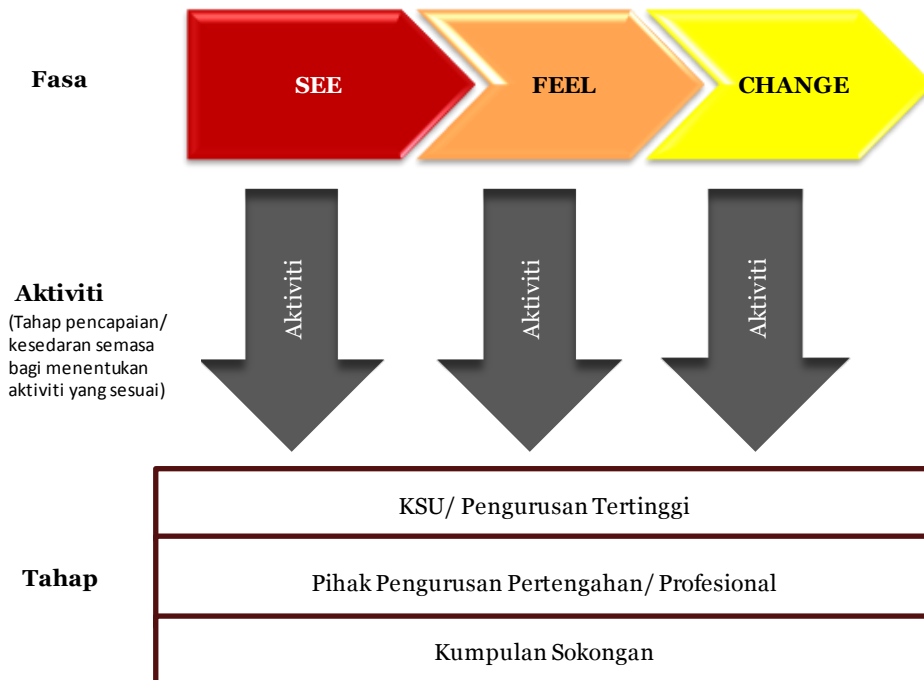 Fasa
SEE
FEEL
CHANGE
Aktiviti
(Tahap pencapaian/
kesedaran semasa
bagi menentukan
aktiviti yang sesuai)
Aktiviti
Aktiviti
Aktiviti
Tahap
KSU/ Pengurusan Tertinggi
Pihak Pengurusan Pertengahan/ Profesional
Kumpulan Sokongan